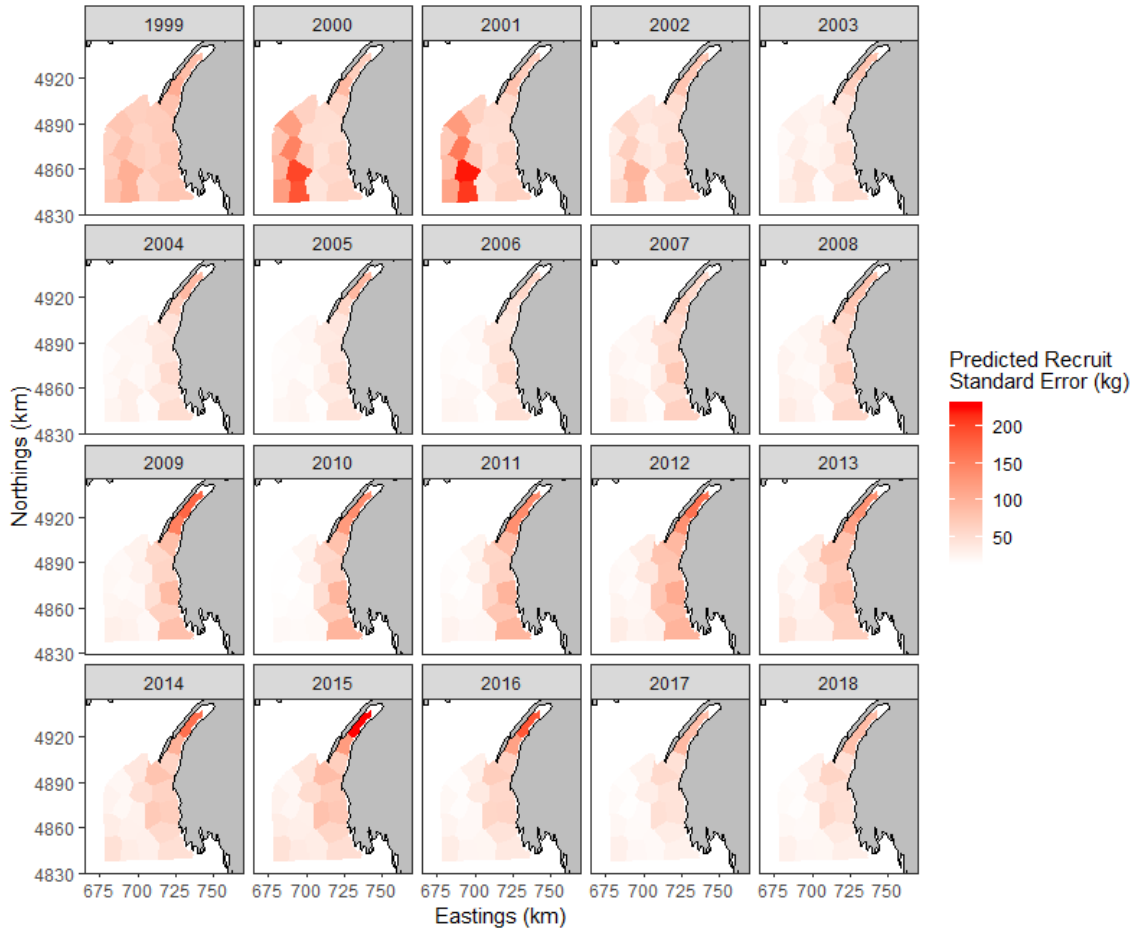 1999 2000 2001 2002 2003
4920
4890
4860
4830
2004 2005 2006 2007 2008
4920
4890
4860
4830
2009 2010 2011 2012 2013
4920
4890
4860
4830
2014 2015 2016 2017 2018
4920
4890
4860
4830
675 700 725 750 675 700 725 750 675 700 725 750 675 700 725 750 675 700 725 750
Eastings (km)
Northings (km)
Predicted Recruit
Standard Error (kg)
200
150
100
50